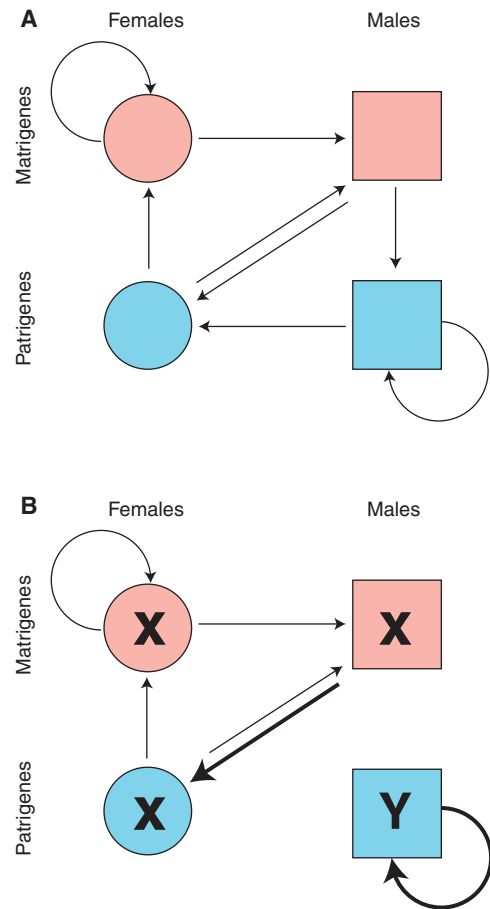 A
Females Males
Matrigenes
Patrigenes
B
Females Males
Matrigenes
X X
Patrigenes
X Y